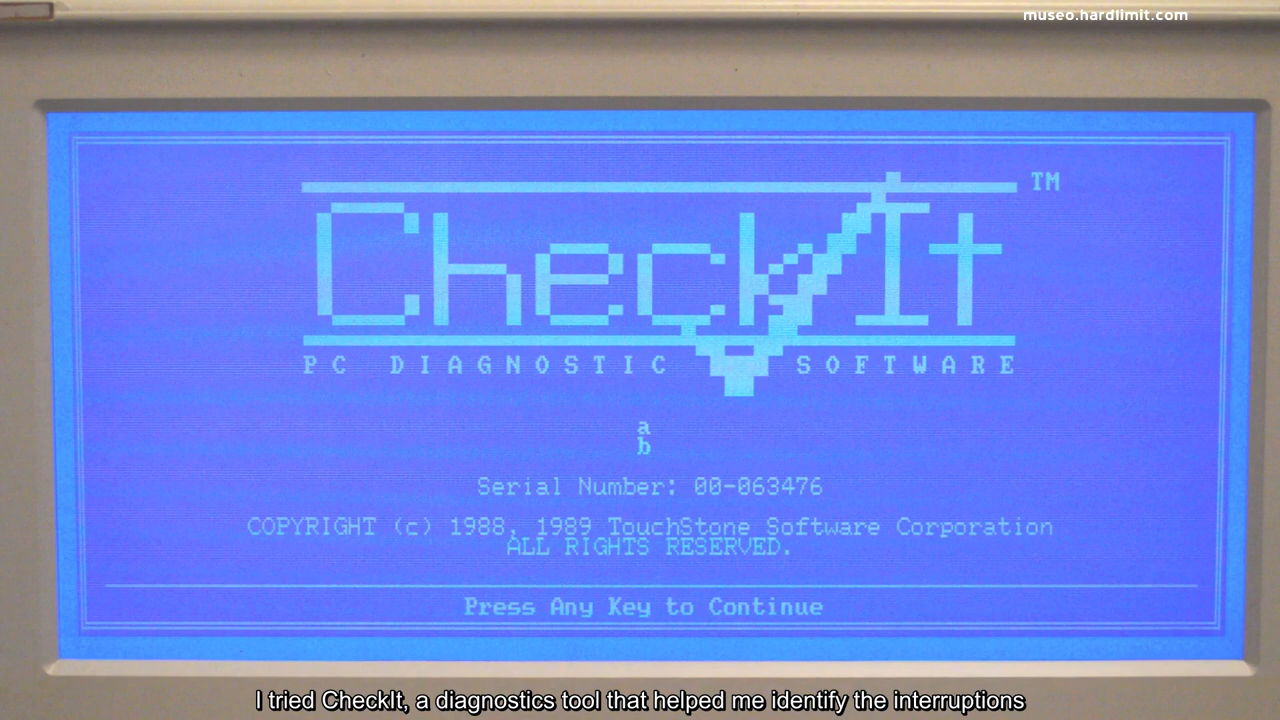 museo.hardlimit.com
CheckIt TM
PC DIAGNOSTIC SOFTWARE
a
b
Serial Number: 00-063476
COPYRIGHT (c) 1988, 1989 TouchStone Software Corporation
ALL RIGHTS RESERVED.
Press Any Key to Continue
I tried CheckIt, a diagnostics tool that helped me identify the interruptions